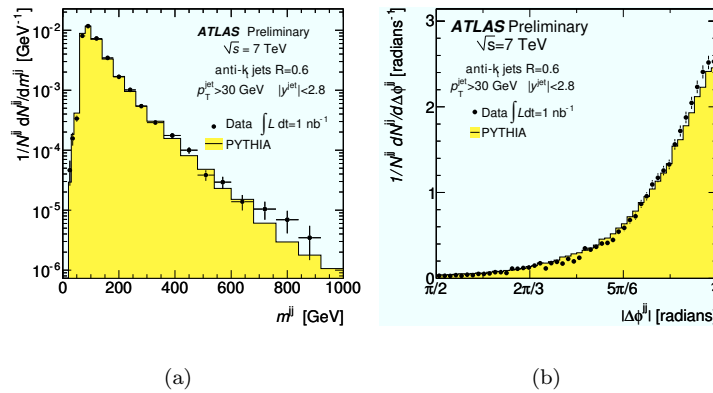 ATLAS Preliminary
√s = 7 TeV
anti-kₜ jets R=0.6
p_T^jet>30 GeV |y^jet|<2.8
Data ∫L dt=1 nb⁻¹
PYTHIA
1/N^jj dN^jj/dm^jj [GeV⁻¹]
10⁻²
10⁻³
10⁻⁴
10⁻⁵
10⁻⁶
0 200 400 600 800 1000
m^jj [GeV]
ATLAS Preliminary
√s=7 TeV
anti-kₜ jets R=0.6
p_T^jet>30 GeV |y^jet|<2.8
Data ∫L dt=1 nb⁻¹
PYTHIA
1/N^jj dN^jj/dΔϕ^jj [radians⁻¹]
3
2
1
0
π/2 2π/3 5π/6
|Δϕ^jj| [radians
(a) (b)